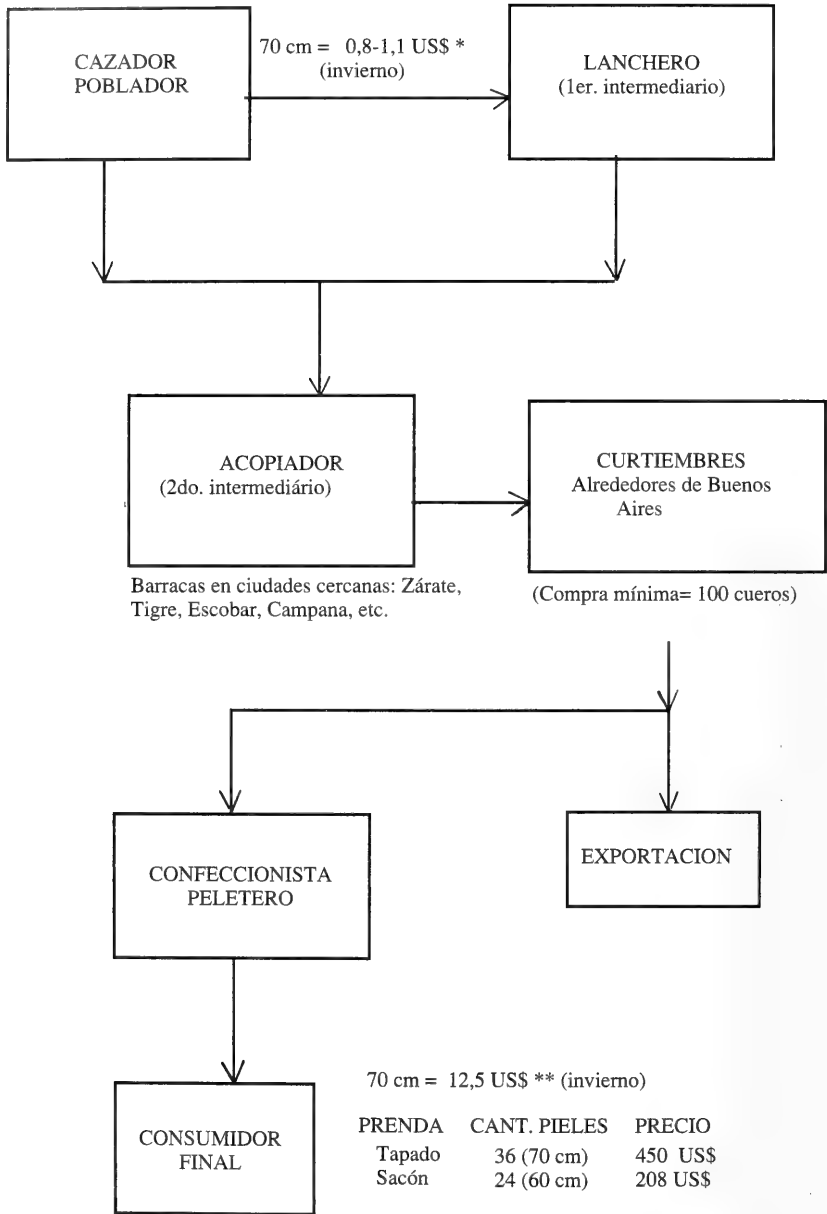 CAZADOR
POBLADOR
70 cm = 0,8-1,1 US$ *
(invierno)
LANCHERO
(1er. intermediario)
ACOPIADOR
(2do. intermediário)
Barracas en ciudades cercanas: Zárate,
Tigre, Escobar, Campana, etc.
CURTIEMBRES
Alrededores de Buenos
Aires
(Compra mínima= 100 cueros)
CONFECCIONISTA
PELETERO
EXPORTACION
CONSUMIDOR
FINAL
70 cm = 12,5 US$ ** (invierno)
PRENDA CANT. PIELES PRECIO
Tapado 36 (70 cm) 450 US$
Sacón 24 (60 cm) 208 US$